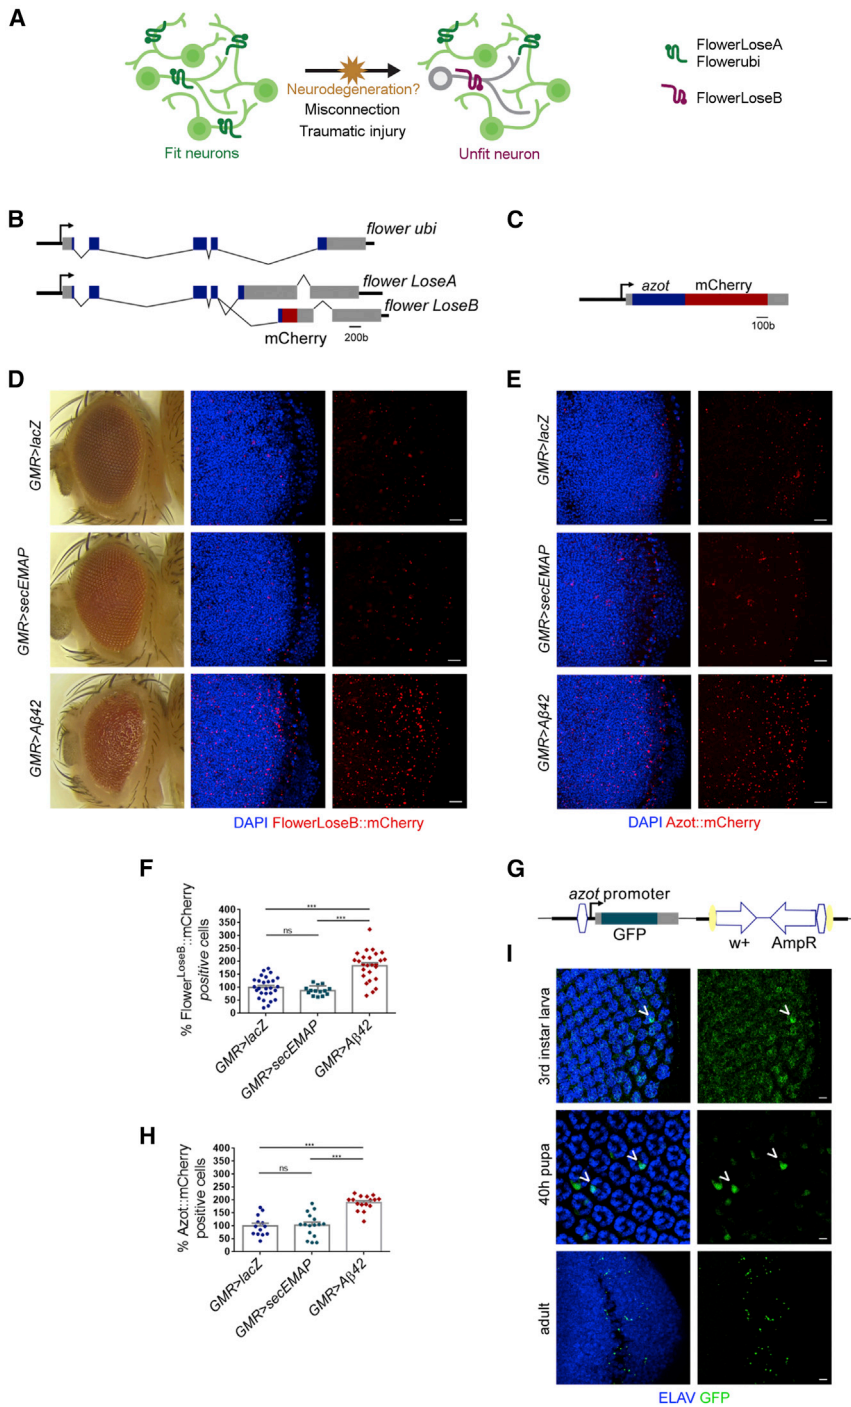 A
Neurodegeneration?
Misconnection
Traumatic injury
Fit neurons
Unfit neuron
FlowerLoseA
Flowerubi
FlowerLoseB
B
flower ubi
flower LoseA
flower LoseB
mCherry
200b
C
azot
mCherry
100b
D
GMR>lacZ
GMR>secEMAP
GMR>Aβ42
DAPI FlowerLoseB::mCherry
E
GMR>lacZ
GMR>secEMAP
GMR>Aβ42
DAPI Azot::mCherry
F
% FlowerLoseB::mCherry
positive cells
400
350
300
250
200
150
100
50
0
***
***
ns
GMR>lacZ
GMR>secEMAP
GMR>Aβ42
G
azot promoter
GFP
w+
AmpR
H
% Azot::mCherry
positive cells
400
350
300
250
200
150
100
50
0
***
***
ns
GMR>lacZ
GMR>secEMAP
GMR>Aβ42
I
3rd instar larva
40h pupa
adult
ELAV GFP